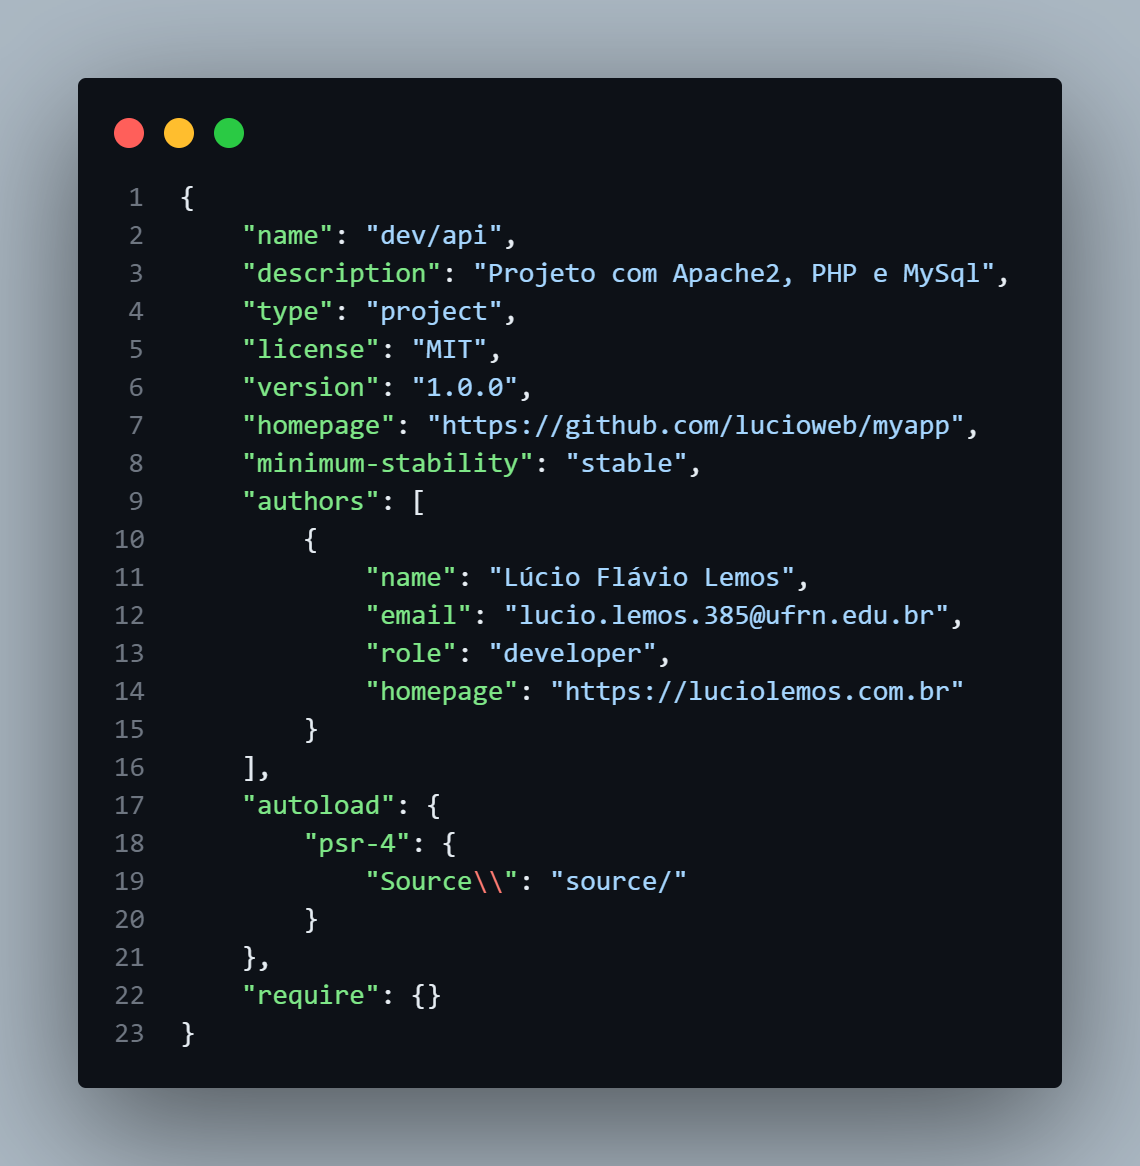 1 {
2     "name": "dev/api",
3     "description": "Projeto com Apache2, PHP e MySql",
4     "type": "project",
5     "license": "MIT",
6     "version": "1.0.0",
7     "homepage": "https://github.com/lucioweb/myapp",
8     "minimum-stability": "stable",
9     "authors": [
10         {
11             "name": "Lúcio Flávio Lemos",
12             "email": "lucio.lemos.385@ufrn.edu.br",
13             "role": "developer",
14             "homepage": "https://luciolemos.com.br"
15         }
16     ],
17     "autoload": {
18         "psr-4": {
19             "Source\\": "source/"
20         }
21     },
22     "require": {}
23 }